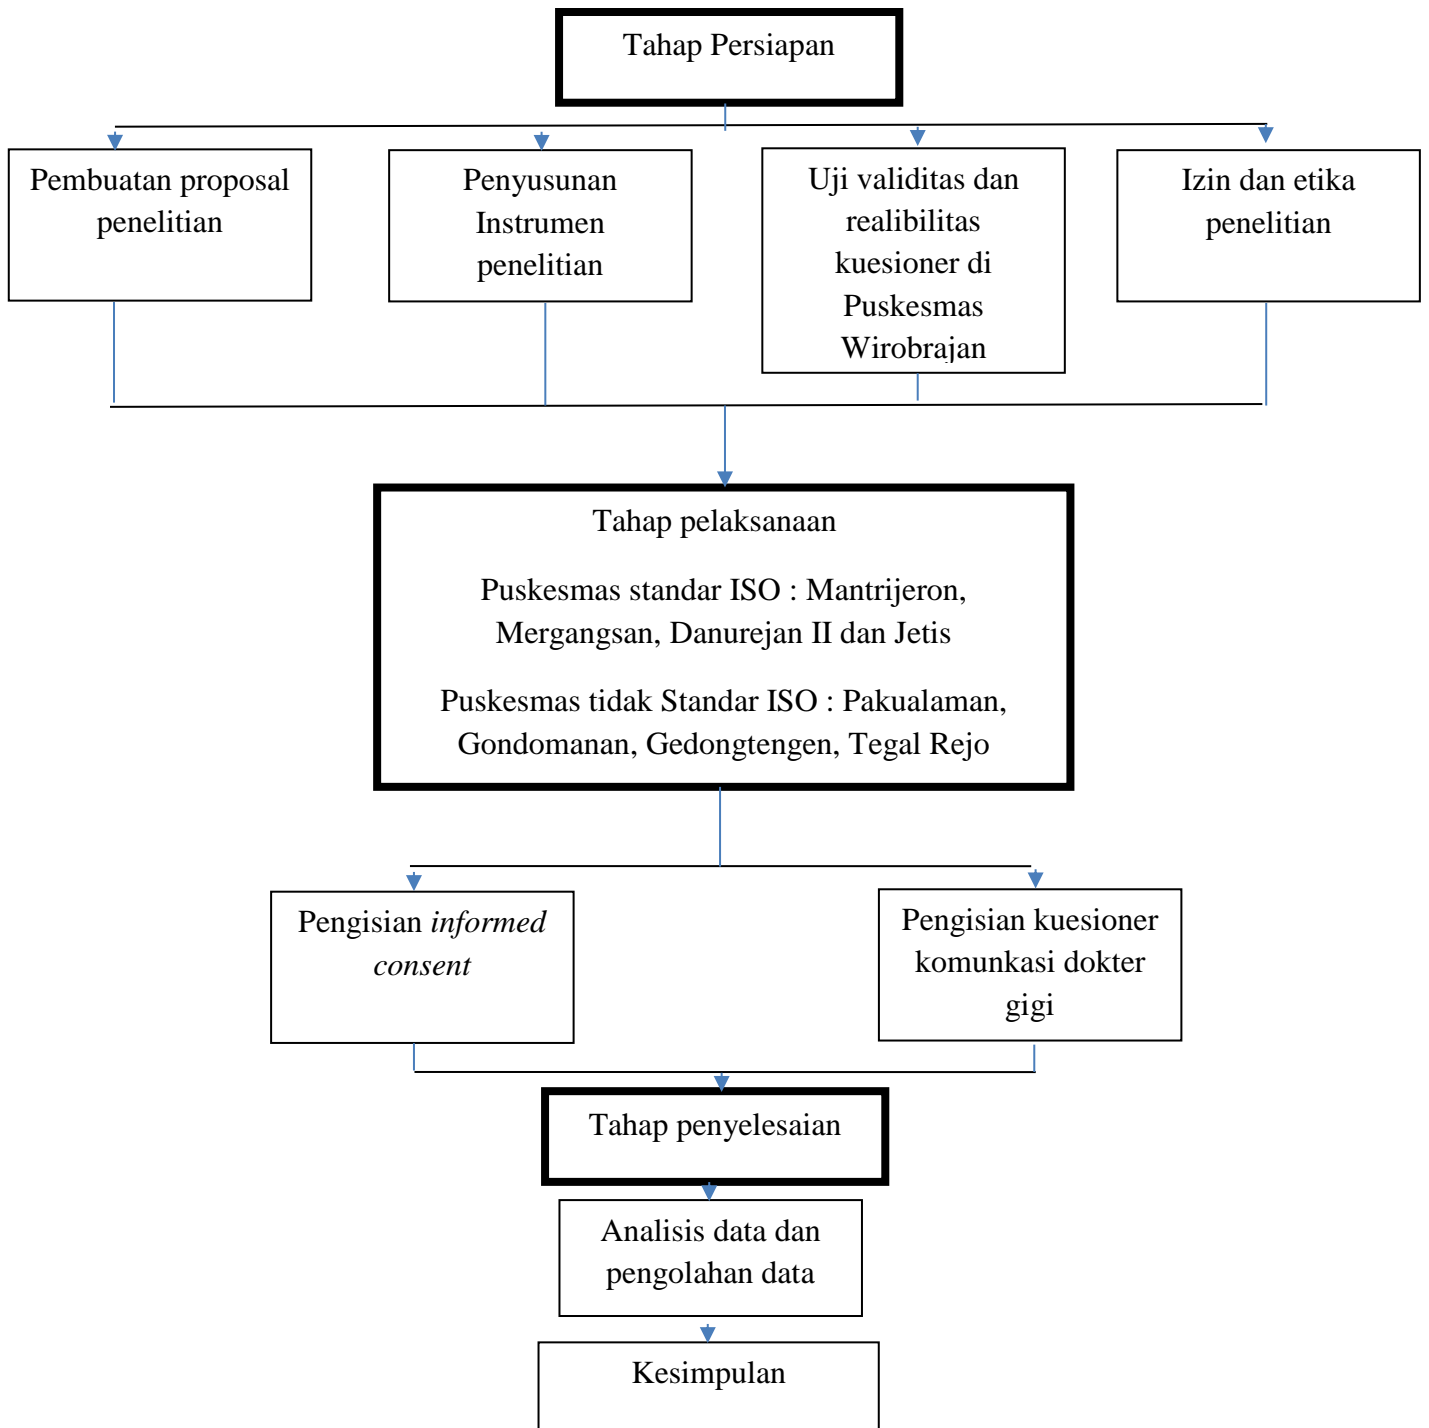 Tahap Persiapan
Pembuatan proposal
penelitian
Penyusunan
Instrumen
penelitian
Uji validitas dan
realibilitas
kuesioner di
Puskesmas
Wirobrajan
Izin dan etika
penelitian
Tahap pelaksanaan
Puskesmas standar ISO : Mantrijeron,
Mergangsan, Danurejan II dan Jetis
Puskesmas tidak Standar ISO : Pakualaman,
Gondomanan, Gedongtengen, Tegal Rejo
Pengisian informed
consent
Pengisian kuesioner
komunkasi dokter
gigi
Tahap penyelesaian
Analisis data dan
pengolahan data
Kesimpulan